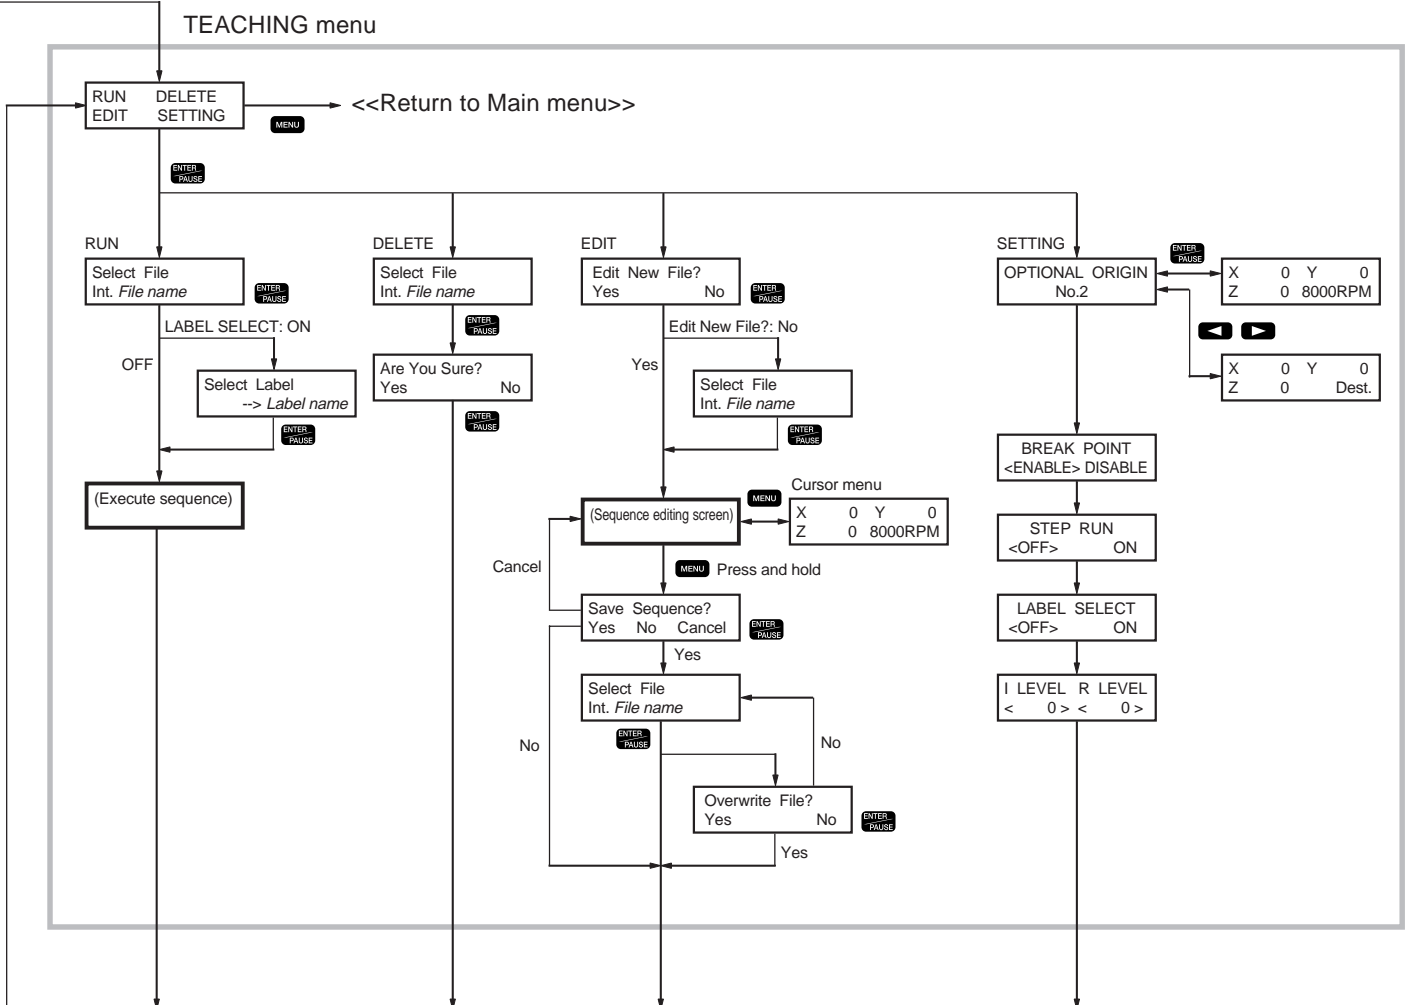 TEACHING menu
RUN DELETE
EDIT SETTING
MENU
<<Return to Main menu>>
ENTER
PAUSE
RUN
Select File
Int. File name
ENTER
PAUSE
LABEL SELECT: ON
OFF
Select Label
--> Label name
ENTER
PAUSE
(Execute sequence)
DELETE
Select File
Int. File name
ENTER
PAUSE
Are You Sure?
Yes No
ENTER
PAUSE
EDIT
Edit New File?
Yes No
ENTER
PAUSE
Edit New File?: No
Yes
Select File
Int. File name
ENTER
PAUSE
(Sequence editing screen)
MENU
Cursor menu
X 0 Y 0
Z 0 8000RPM
Cancel
MENU Press and hold
Save Sequence?
Yes No Cancel
ENTER
PAUSE
Yes
Select File
Int. File name
ENTER
PAUSE
No
No
Overwrite File?
Yes No
ENTER
PAUSE
Yes
SETTING
OPTIONAL ORIGIN
No.2
ENTER
PAUSE
X 0 Y 0
Z 0 8000RPM
X 0 Y 0
Z 0 Dest.
BREAK POINT
<ENABLE> DISABLE
STEP RUN
<OFF> ON
LABEL SELECT
<OFF> ON
I LEVEL R LEVEL
< 0 > < 0 >